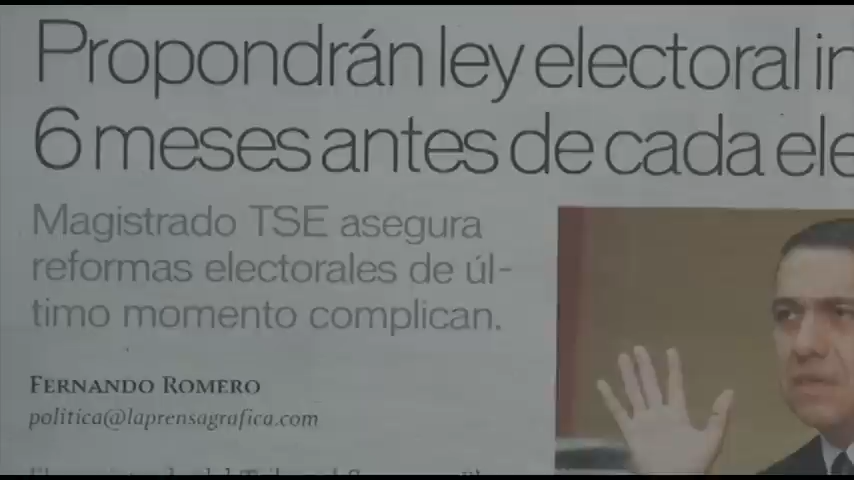 Propondrán ley electoral
6 meses antes de cada
Magistrado TSE asegura
reformas electorales de úl-
timo momento complican.
FERNANDO ROMERO
politica@laprensagrafica.com